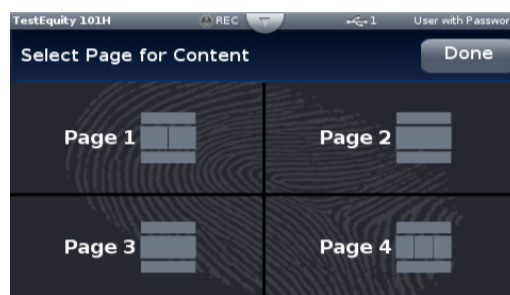 TestEquity 101H REC 1 User with Passwor
Select Page for Content Done
Page 1 Page 2
Page 3 Page 4